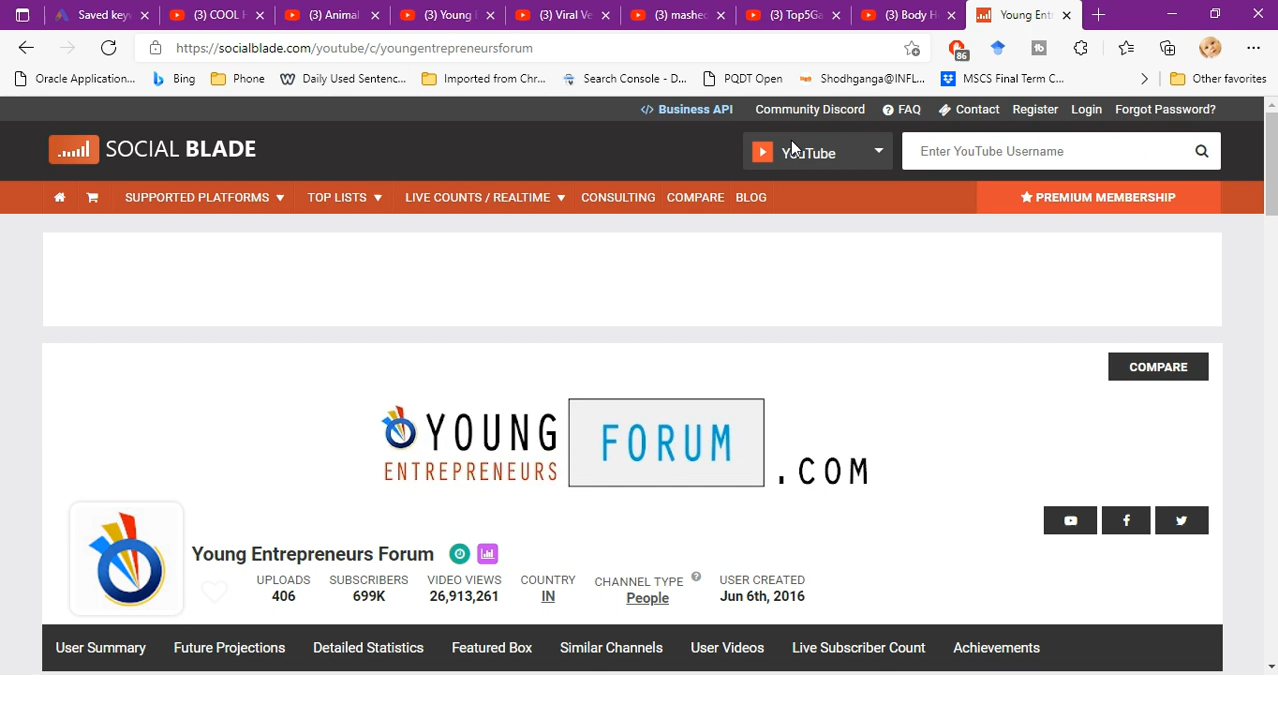 Saved key
(3) COOL
(3) Animal
(3) Young
(3) Viral Ve
(3) mashed
(3) Top5Ga
(3) Body H
Young Entr
https://socialblade.com/youtube/c/youngentrepreneursforum
86
Oracle Application...
Bing
Phone
Daily Used Sentenc...
Imported from Chr...
Search Console - D...
PQDT Open
Shodhganga@INFL...
MSCS Final Term C...
Other favorites
</> Business API
Community Discord
FAQ
Contact
Register
Login
Forgot Password?
SOCIAL BLADE
YouTube
Enter YouTube Username
SUPPORTED PLATFORMS
TOP LISTS
LIVE COUNTS / REALTIME
CONSULTING
COMPARE
BLOG
PREMIUM MEMBERSHIP
COMPARE
YOUNG
ENTREPRENEURS
FORUM
.COM
Young Entrepreneurs Forum
UPLOADS
406
SUBSCRIBERS
699K
VIDEO VIEWS
26,913,261
COUNTRY
IN
CHANNEL TYPE
People
USER CREATED
Jun 6th, 2016
User Summary
Future Projections
Detailed Statistics
Featured Box
Similar Channels
User Videos
Live Subscriber Count
Achievements